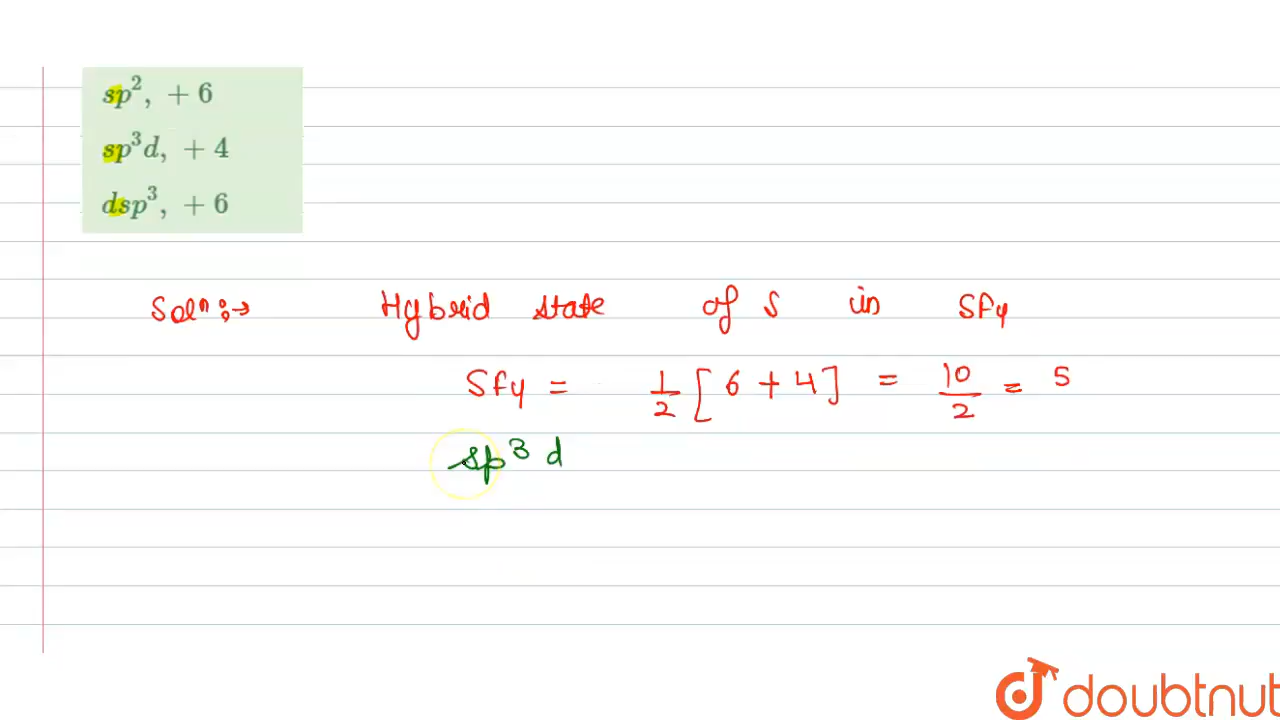 sp², + 6
sp³d, + 4
dsp³, + 6
Solⁿ :→ Hybrid state of S in SF4
SF4 = 1/2 [6 + 4] = 10/2 = 5
sp³ d
doubtnut